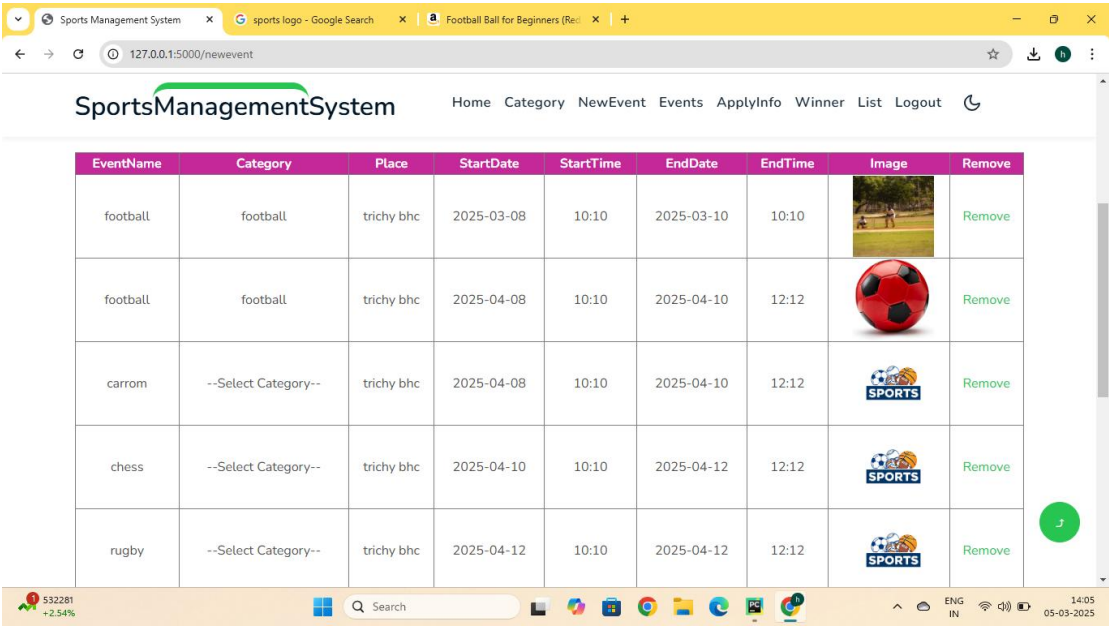 Sports Management System
sports logo - Google Search
Football Ball for Beginners (Red
127.0.0.1:5000/newevent
SportsManagementSystem
Home Category NewEvent Events ApplyInfo Winner List Logout
EventName Category Place StartDate StartTime EndDate EndTime Image Remove
football football trichy bhc 2025-03-08 10:10 2025-03-10 10:10 Remove
football football trichy bhc 2025-04-08 10:10 2025-04-10 12:12 Remove
carrom --Select Category-- trichy bhc 2025-04-08 10:10 2025-04-10 12:12 SPORTS Remove
chess --Select Category-- trichy bhc 2025-04-10 10:10 2025-04-12 12:12 SPORTS Remove
rugby --Select Category-- trichy bhc 2025-04-12 10:10 2025-04-12 12:12 SPORTS Remove
1
532281
+2.54%
Search
PC
h
ENG
IN
14:05
05-03-2025